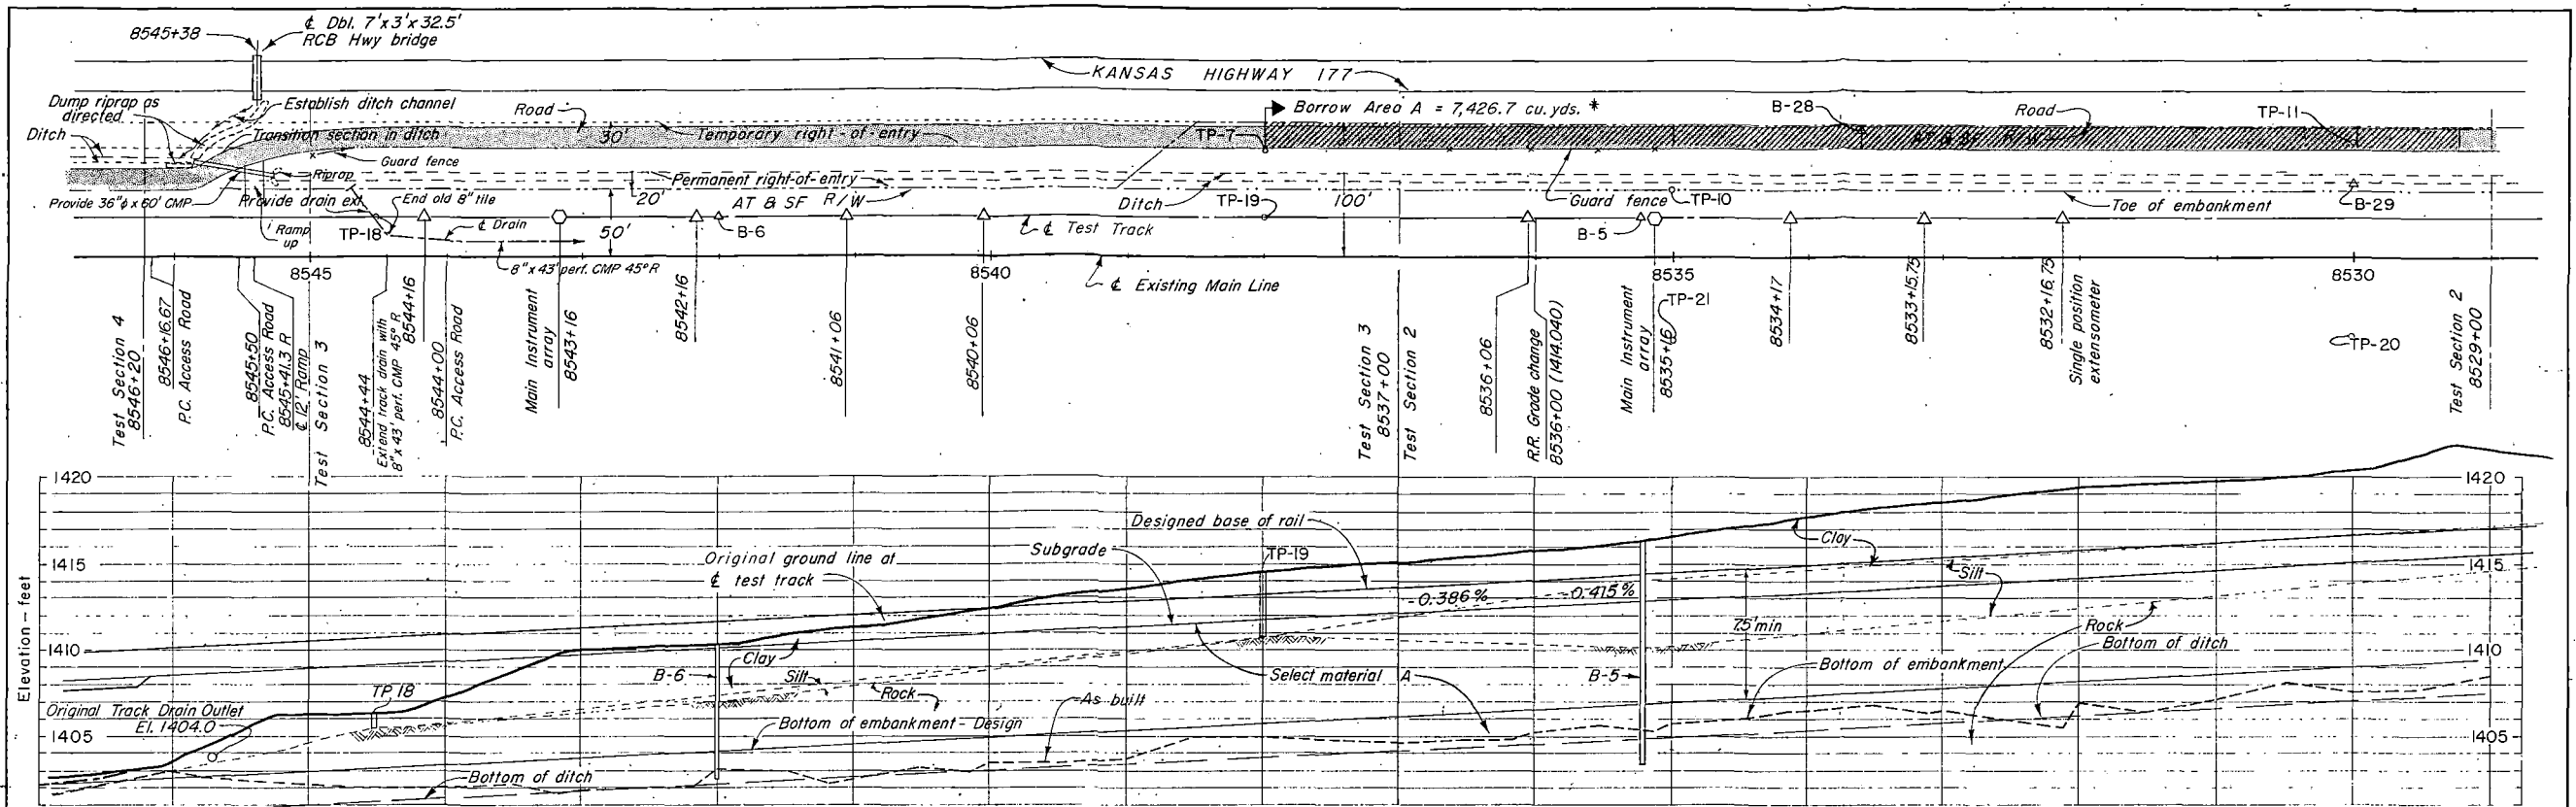 8545+38
℄ Dbl. 7'x3'x32.5'
RCB Hwy bridge
KANSAS HIGHWAY 177
Dump riprap as
directed
Establish ditch channel
Road
Borrow Area A = 7,426.7 cu. yds. *
B-28
Road
TP-11
Ditch
Transition section in ditch
30'
Temporary right-of-entry
TP-7
AT & SF R/W
Guard fence
Riprap
Permanent right-of-entry
Provide 36"ϕ x 60' CMP
Provide drain ext.
End old 8" tile
20'
AT & SF R/W
Ditch
TP-19
100'
Guard fence
TP-10
Toe of embankment
B-29
Ramp
up
TP-18
℄ Drain
50'
B-6
℄ Test Track
B-5
8"x 43' perf. CMP 45° R
8545
8540
℄ Existing Main Line
8535
8530
Test Section 4
8546+20
8546+16.67
P.C. Access Road
8545+50
P.C. Access Road
8545+41.3 R
℄ 12' Ramp
Test Section 3
8544+44
Extend track drain with
8"x 43' perf. CMP 45° R
8544+16
8544+00
P.C. Access Road
Main Instrument
array
8543+16
8542+16
8541+06
8540+06
Test Section 3
8537+00
Test Section 2
8536+06
R.R. Grade change
8536+00 (1414.040)
Main Instrument
array
8535+16
TP-21
8534+17
8533+15.75
8532+16.75
Single position
extensometer
TP-20
Test Section 2
8529+00
1420
1420
Designed base of rail
Original ground line at
℄ test track
Subgrade
TP-19
Clay
1415
Silt
1415
-0.386%
-0.415%
7.5' min
Rock
1410
Clay
Bottom of ditch
1410
Elevation - feet
B-6
Silt
Rock
Select material A
B-5
Bottom of embankment
TP 18
As built
Original Track Drain Outlet
El. 1404.0
Bottom of embankment - Design
1405
1405
Bottom of ditch